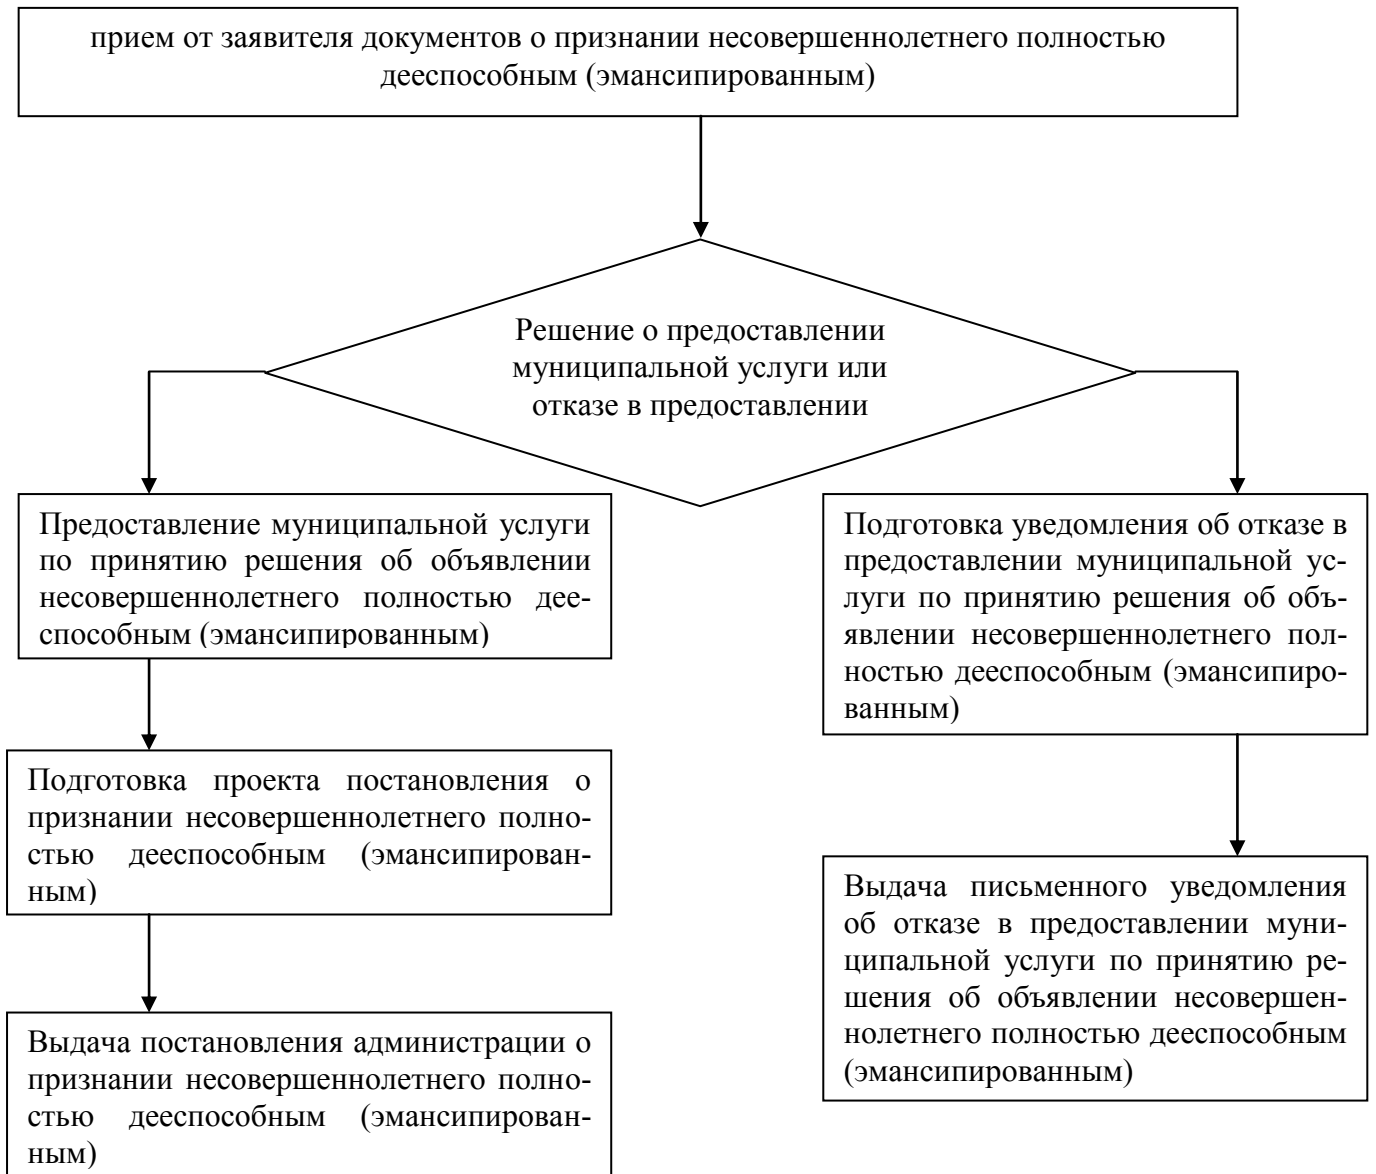 прием от заявителя документов о признании несовершеннолетнего полностью
дееспособным (эмансипированным)
Решение о предоставлении
муниципальной услуги или
отказе в предоставлении
Предоставление муниципальной услуги
по принятию решения об объявлении
несовершеннолетнего полностью дее-
способным (эмансипированным)
Подготовка проекта постановления о
признании несовершеннолетнего полно-
стью дееспособным (эмансипирован-
ным)
Выдача постановления администрации о
признании несовершеннолетнего полно-
стью дееспособным (эмансипирован-
ным)
Подготовка уведомления об отказе в
предоставлении муниципальной ус-
луги по принятию решения об объ-
явлении несовершеннолетнего пол-
ностью дееспособным (эмансипиро-
ванным)
Выдача письменного уведомления
об отказе в предоставлении муни-
ципальной услуги по принятию ре-
шения об объявлении несовершен-
нолетнего полностью дееспособным
(эмансипированным)